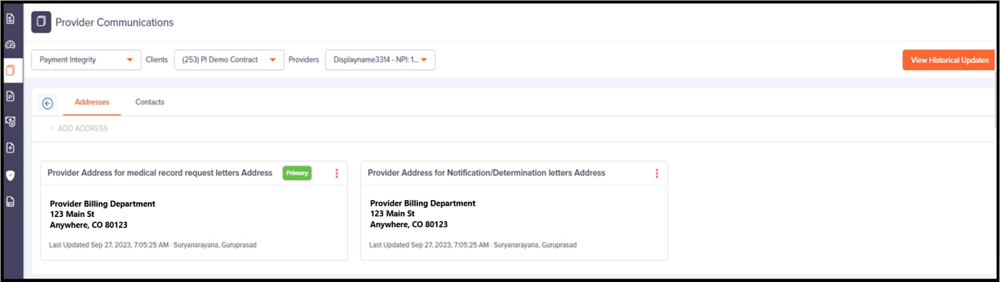 Provider Communications
Payment Integrity Clients (253) PI Demo Contract Providers Displayname3314 - NPI: 1... View Historical Updates
Addresses Contacts
+ ADD ADDRESS
Provider Address for medical record request letters Address Primary
Provider Billing Department
123 Main St
Anywhere, CO 80123
Last Updated Sep 27, 2023, 7:05:25 AM · Suryanarayana, Guruprasad
Provider Address for Notification/Determination letters Address
Provider Billing Department
123 Main St
Anywhere, CO 80123
Last Updated Sep 27, 2023, 7:05:25 AM · Suryanarayana, Guruprasad